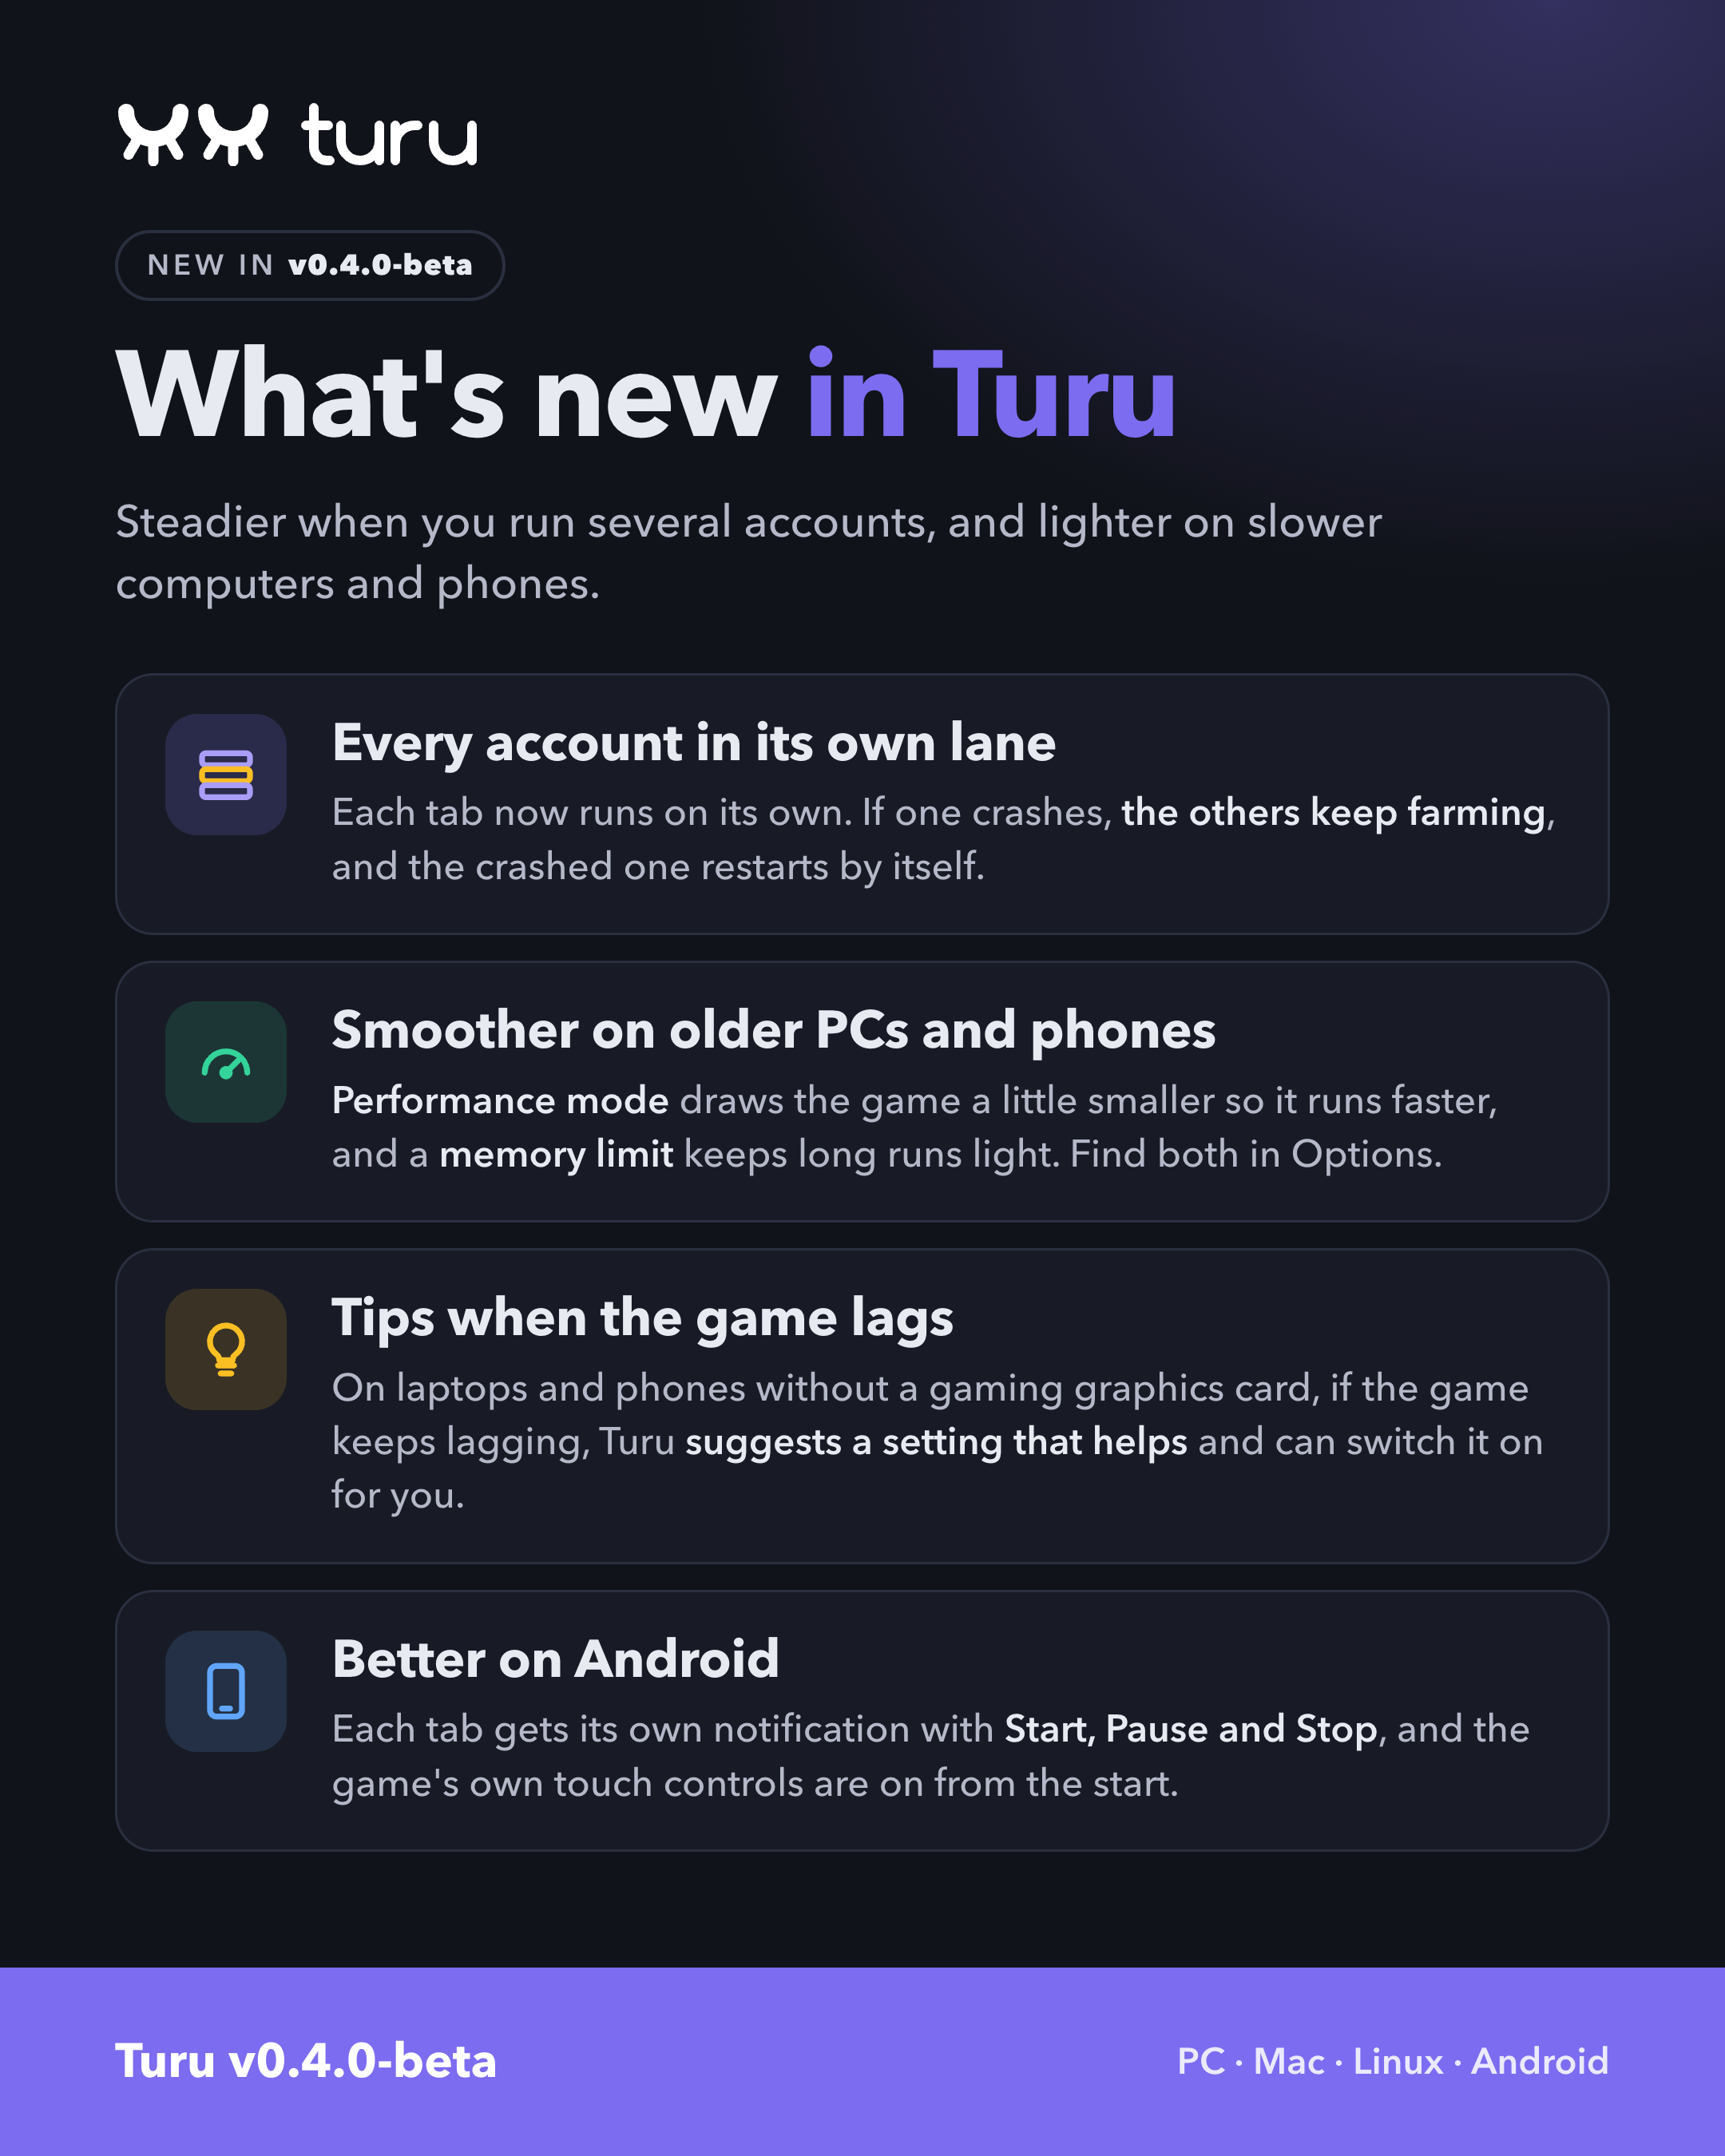 turu
NEW IN v0.4.0-beta
What's new in Turu
Steadier when you run several accounts, and lighter on slower
computers and phones.
Every account in its own lane
Each tab now runs on its own. If one crashes, the others keep farming,
and the crashed one restarts by itself.
Smoother on older PCs and phones
Performance mode draws the game a little smaller so it runs faster,
and a memory limit keeps long runs light. Find both in Options.
Tips when the game lags
On laptops and phones without a gaming graphics card, if the game
keeps lagging, Turu suggests a setting that helps and can switch it on
for you.
Better on Android
Each tab gets its own notification with Start, Pause and Stop, and the
game's own touch controls are on from the start.
Turu v0.4.0-beta
PC · Mac · Linux · Android